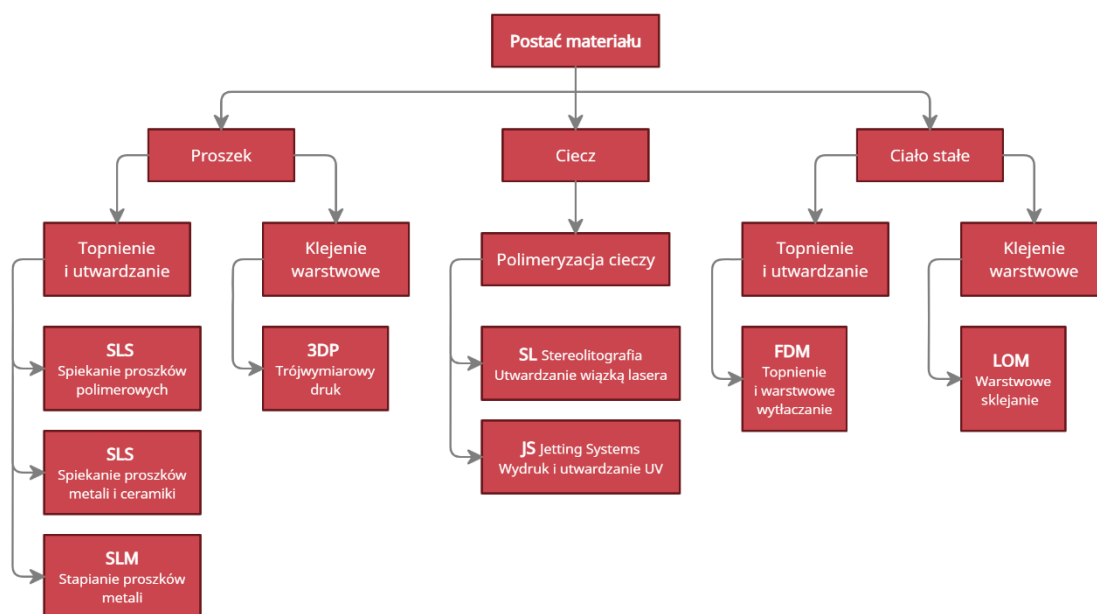 Postać materiału
Proszek
Ciecz
Ciało stałe
Topnienie
i utwardzanie
Klejenie
warstwowe
Polimeryzacja cieczy
Topnienie
i utwardzanie
Klejenie
warstwowe
SLS
Spiekanie proszków
polimerowych
3DP
Trójwymiarowy
druk
SL Stereolitografia
Utwardzanie wiązką lasera
FDM
Topnienie
i warstwowe
wytłaczanie
LOM
Warstwowe
sklejanie
SLS
Spiekanie proszków
metali i ceramiki
JS Jetting Systems
Wydruk i utwardzanie UV
SLM
Stapianie proszków
metali